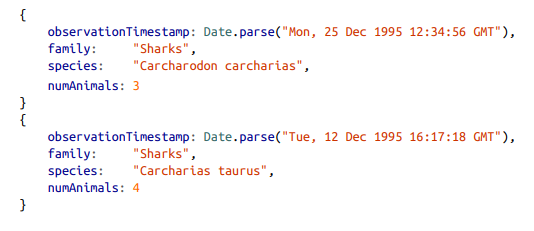 {
    observationTimestamp: Date.parse("Mon, 25 Dec 1995 12:34:56 GMT"),
    family:     "Sharks",
    species:    "Carcharodon carcharias",
    numAnimals: 3
}
{
    observationTimestamp: Date.parse("Tue, 12 Dec 1995 16:17:18 GMT"),
    family:     "Sharks",
    species:    "Carcharias taurus",
    numAnimals: 4
}